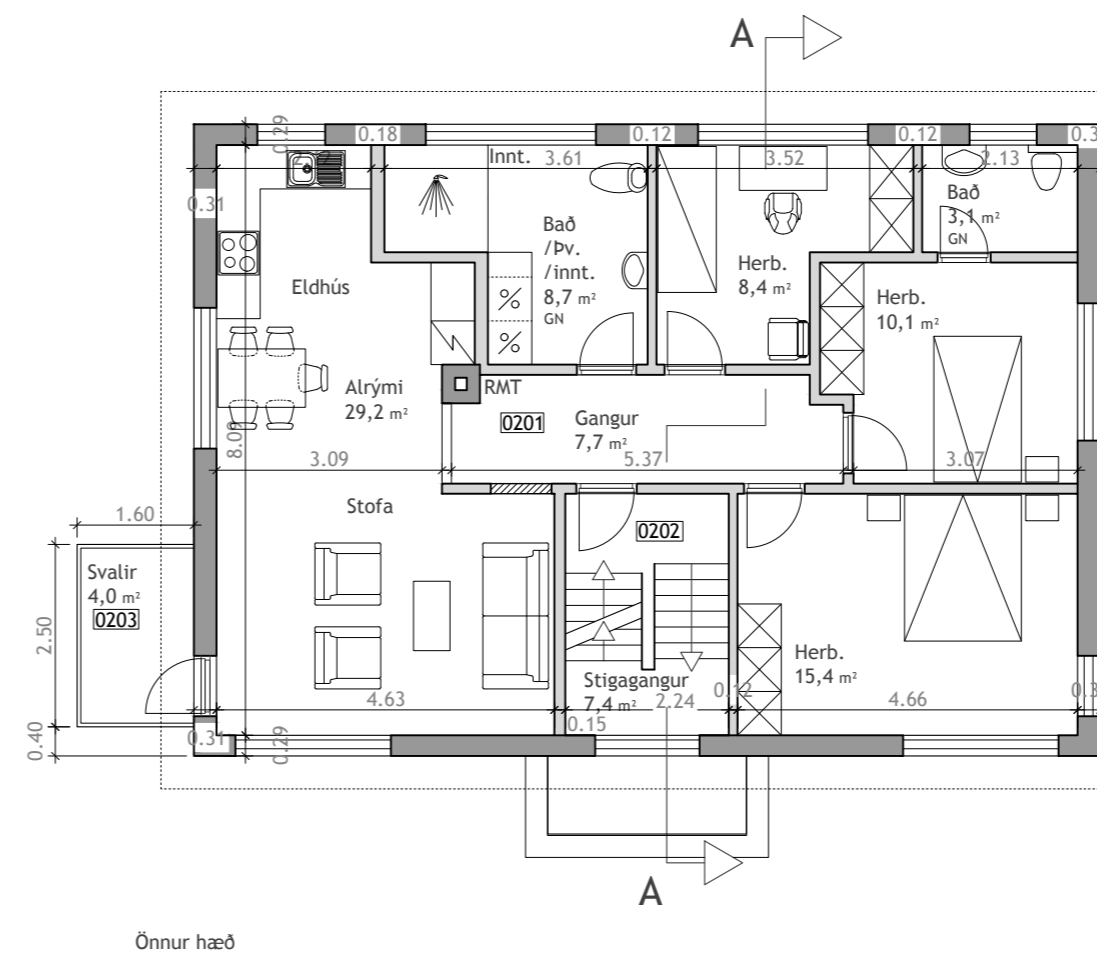 A
0.29
0.18
0.12
0.12
0.3
Innt.
3.61
3.52
2.13
0.31
Bað
/Þv.
/innt.
8,7 m²
GN
Herb.
8,4 m²
Bað
3,1 m²
GN
Eldhús
Herb.
10,1 m²
Alrými
29,2 m²
RMT
0201
Gangur
7,7 m²
8.09
3.09
5.37
3.07
Stofa
1.60
0202
Svalir
4,0 m²
0203
2.50
Herb.
15,4 m²
Stigagangur
7,4 m²
4.63
2.24
0.12
4.66
0.3
0.15
0.31
0.29
0.40
A
Önnur hæð